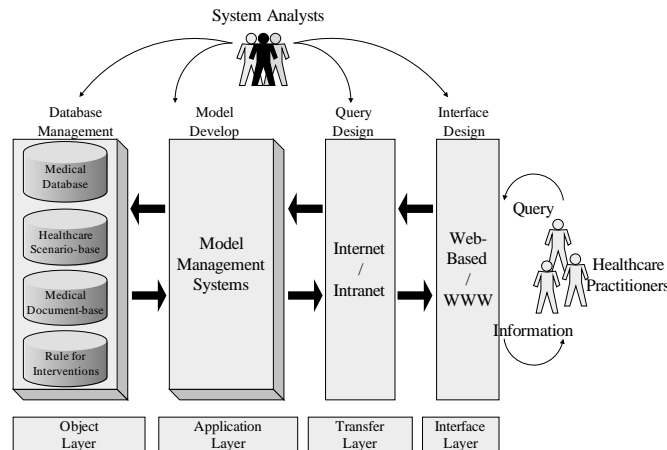 System Analysts
Database
Management
Model
Develop
Query
Design
Interface
Design
Medical
Database
Healthcare
Scenario-base
Medical
Document-base
Rule for
Interventions
Model
Management
Systems
Internet
/
Intranet
Web-
Based
/
WWW
Query
Healthcare
Practitioners
Information
Object
Layer
Application
Layer
Transfer
Layer
Interface
Layer